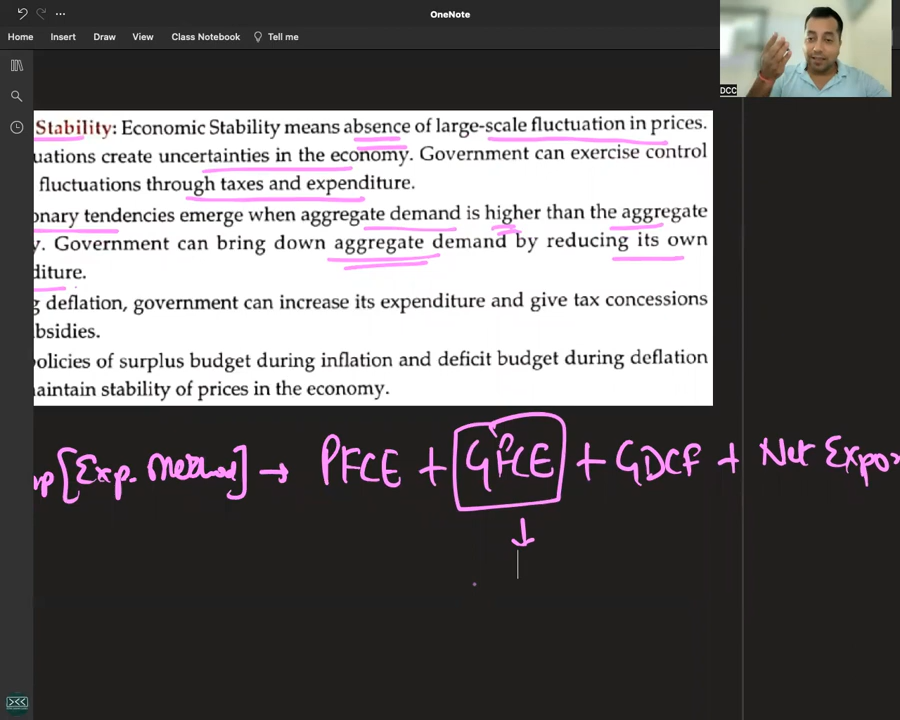 OneNote
Home Insert Draw View Class Notebook Tell me
DCC
Stability: Economic Stability means absence of large-scale fluctuation in prices.
uations create uncertainties in the economy. Government can exercise control
fluctuations through taxes and expenditure.
onary tendencies emerge when aggregate demand is higher than the aggregate
y. Government can bring down aggregate demand by reducing its own
diture.
g deflation, government can increase its expenditure and give tax concessions
bsidies.
olicies of surplus budget during inflation and deficit budget during deflation
aintain stability of prices in the economy.
[Exp. Method] → PFCE + GFCE + GDCF + Net Expo